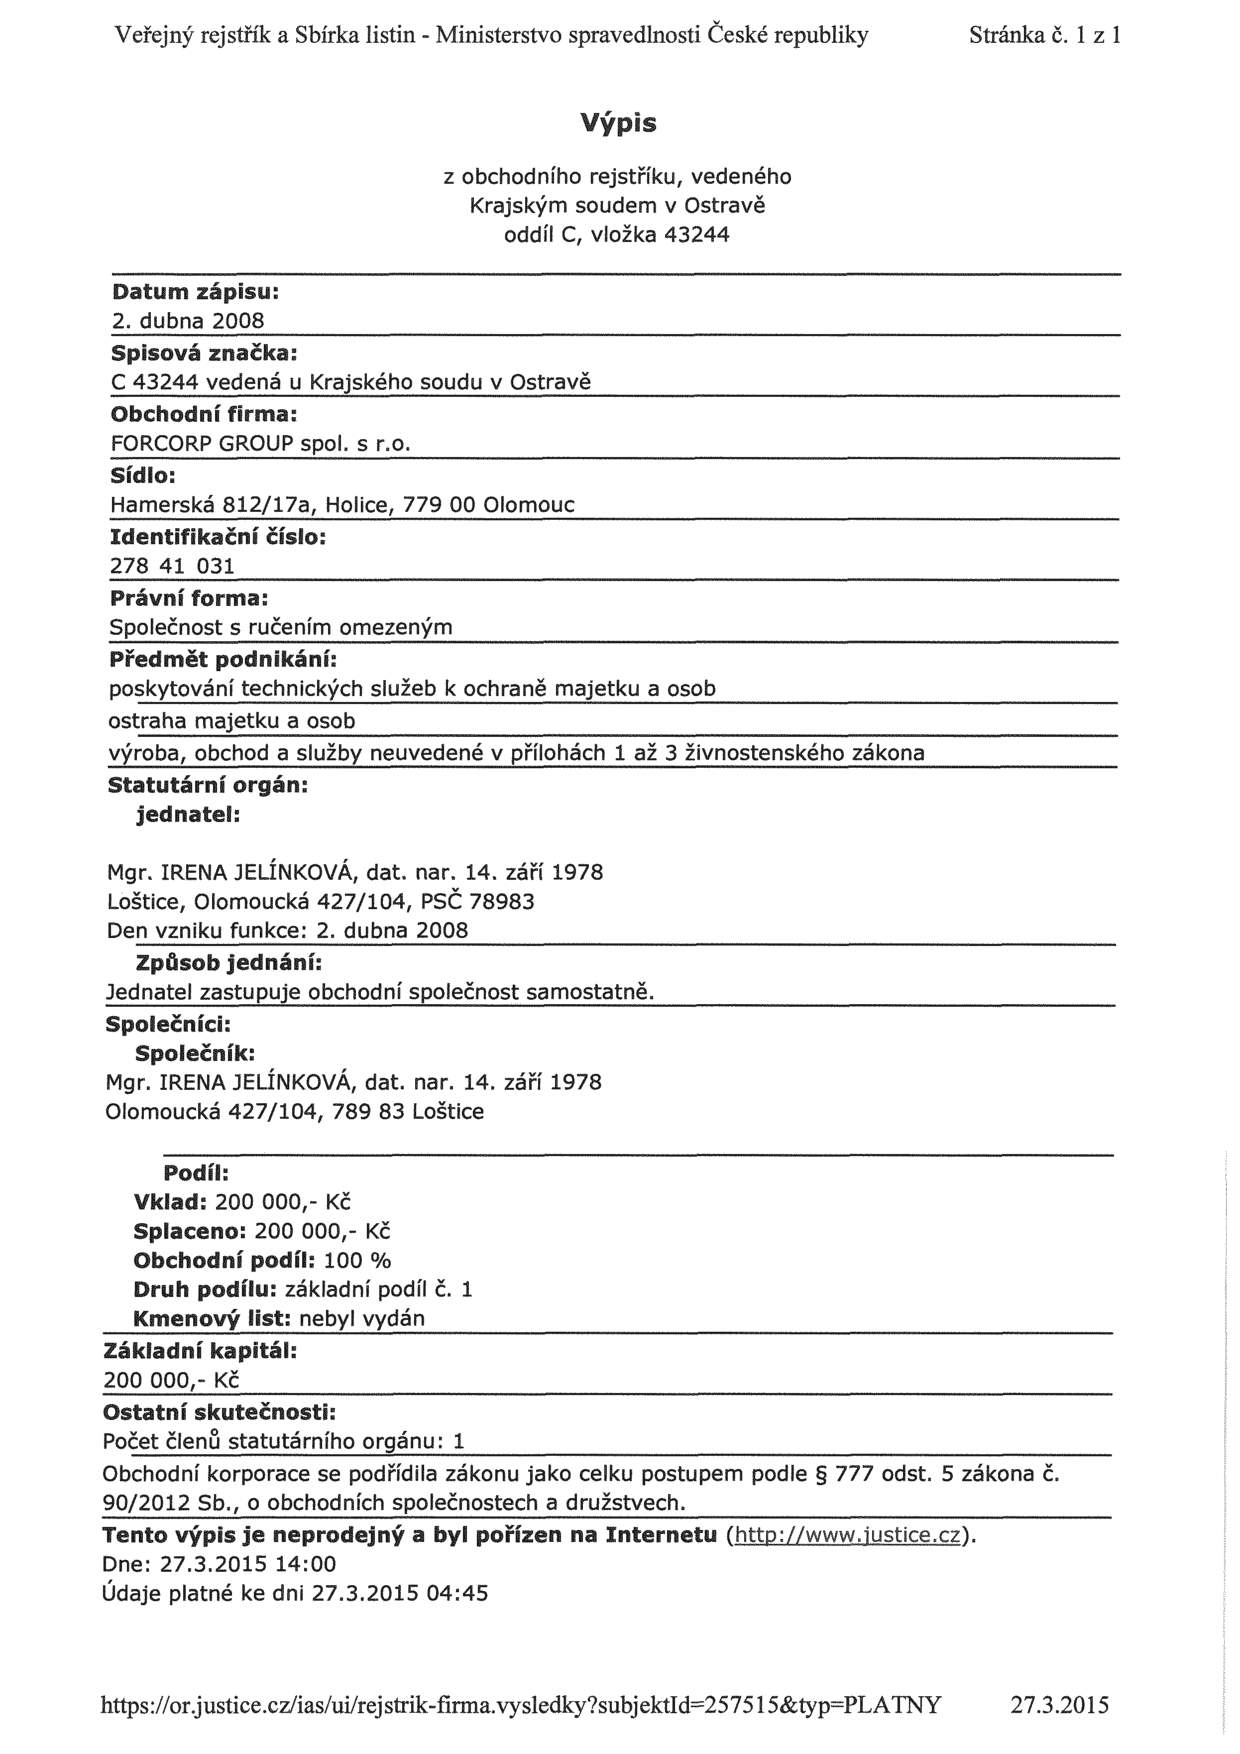 Veřejný rejstřík a Sbírka listin - Ministerstvo spravedlnosti České republiky Stránka č. 1 z 1
Výpis
z obchodního rejstříku, vedeného
Krajským soudem v Ostravě
oddíl C, vložka 43244
Datum zápisu:
2. dubna 2008
Spisová značka:
C 43244 vedená u Krajského soudu v Ostravě
Obchodní firma:
FORCORP GROUP spol. s r.o.
Sídlo:
Hamerská 812/17a, Holice, 779 00 Olomouc
Identifikační číslo:
278 41 031
Právní forma:
Společnost s ručením omezeným
Předmět podnikání:
poskytování technických služeb k ochraně majetku a osob
ostraha majetku a osob
výroba, obchod a služby neuvedené v přílohách 1 až 3 živnostenského zákona
Statutární orgán:
jednatel:
Mgr. IRENA JELÍNKOVÁ, dat. nar. 14. září 1978
Loštice, Olomoucká 427/104, PSČ 78983
Den vzniku funkce: 2. dubna 2008
Způsob jednání:
Jednatel zastupuje obchodní společnost samostatně.
Společníci:
Společník:
Mgr. IRENA JELÍNKOVÁ, dat. nar. 14. září 1978
Olomoucká 427/104, 789 83 Loštice
Podíl:
Vklad: 200 000,- Kč
Splaceno: 200 000,- Kč
Obchodní podíl: 100 %
Druh podílu: základní podíl č. 1
Kmenový list: nebyl vydán
Základní kapitál:
200 000,- Kč
Ostatní skutečnosti:
Počet členů statutárního orgánu: 1
Obchodní korporace se podřídila zákonu jako celku postupem podle § 777 odst. 5 zákona č.
90/2012 Sb., o obchodních společnostech a družstvech.
Tento výpis je neprodejný a byl pořízen na Internetu (http://www.justice.cz).
Dne: 27.3.2015 14:00
Údaje platné ke dni 27.3.2015 04:45
https://or.justice.cz/ias/ui/rejstrik-firma.vysledky?subjektId=257515&typ=PLATNY 27.3.2015